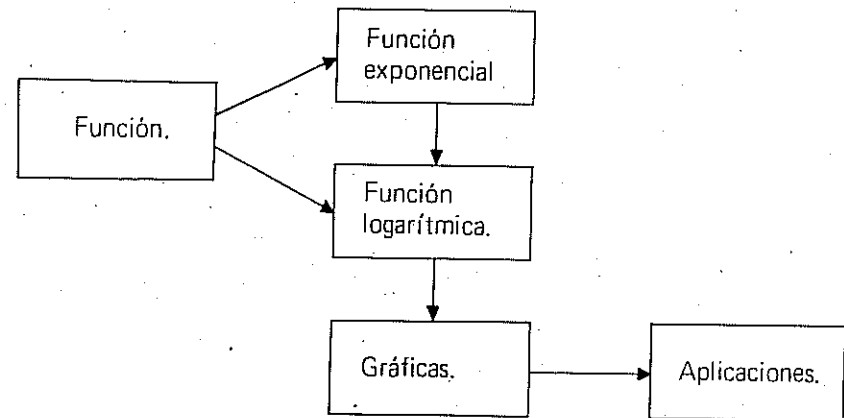 Función
exponencial
Función.
Función
logarítmica.
Gráficas.
Aplicaciones.